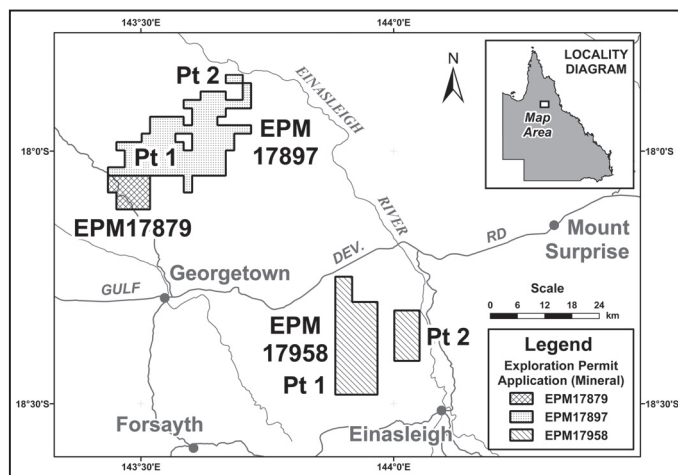 143°30'E
144°0'E
18°0'S
18°30'S
18°0'S
18°30'S
143°30'E
144°0'E
Pt 2
EINASLEIGH
RIVER
N
LOCALITY
DIAGRAM
Map
Area
Pt 1
EPM
17897
EPM17879
Georgetown
GULF
DEV.
RD
Mount
Surprise
Scale
0 6 12 18 24
km
EPM
17958
Pt 1
Pt 2
Forsayth
Einasleigh
Legend
Exploration Permit
Application (Mineral)
EPM17879
EPM17897
EPM17958